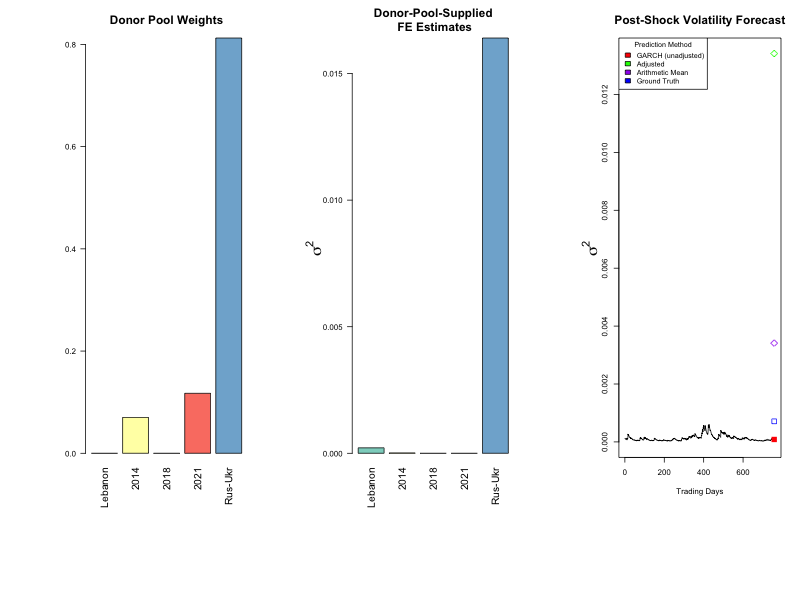 Donor Pool Weights
0.8
0.6
0.4
0.2
0.0
Lebanon
2014
2018
2021
Rus-Ukr
Donor-Pool-Supplied
FE Estimates
σ²
0.015
0.010
0.005
0.000
Lebanon
2014
2018
2021
Rus-Ukr
Post-Shock Volatility Forecast
Prediction Method
GARCH (unadjusted)
Adjusted
Arithmetic Mean
Ground Truth
σ²
0.012
0.010
0.008
0.006
0.004
0.002
0.000
0 200 400 600
Trading Days